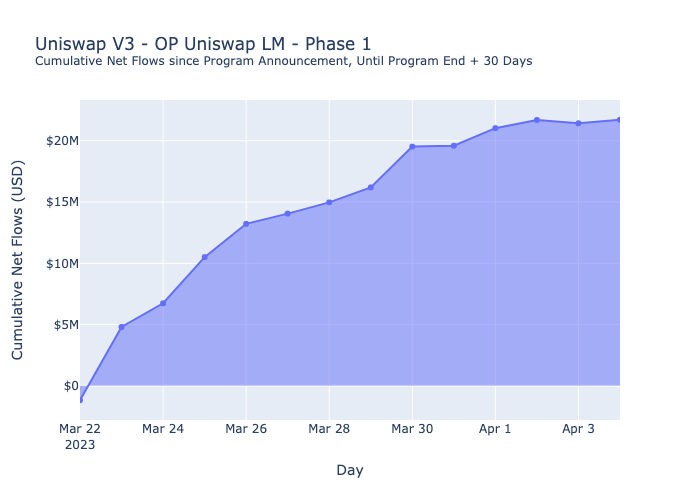 Uniswap V3 - OP Uniswap LM - Phase 1
Cumulative Net Flows since Program Announcement, Until Program End + 30 Days
Cumulative Net Flows (USD)
$20M
$15M
$10M
$5M
$0
Mar 22 Mar 24 Mar 26 Mar 28 Mar 30 Apr 1 Apr 3
2023
Day